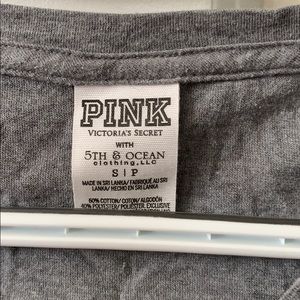 PINK
VICTORIA'S SECRET
WITH
5TH & OCEAN
clothing, LLC
S | P
MADE IN SRI LANKA/ FABRIQUÉ AU SRI
LANKA/ HECHO EN SRI LANKA
60% COTTON/ COTON/ ALGODÓN
40% POLYESTER/ POLIÉSTER. EXCLUSIVE